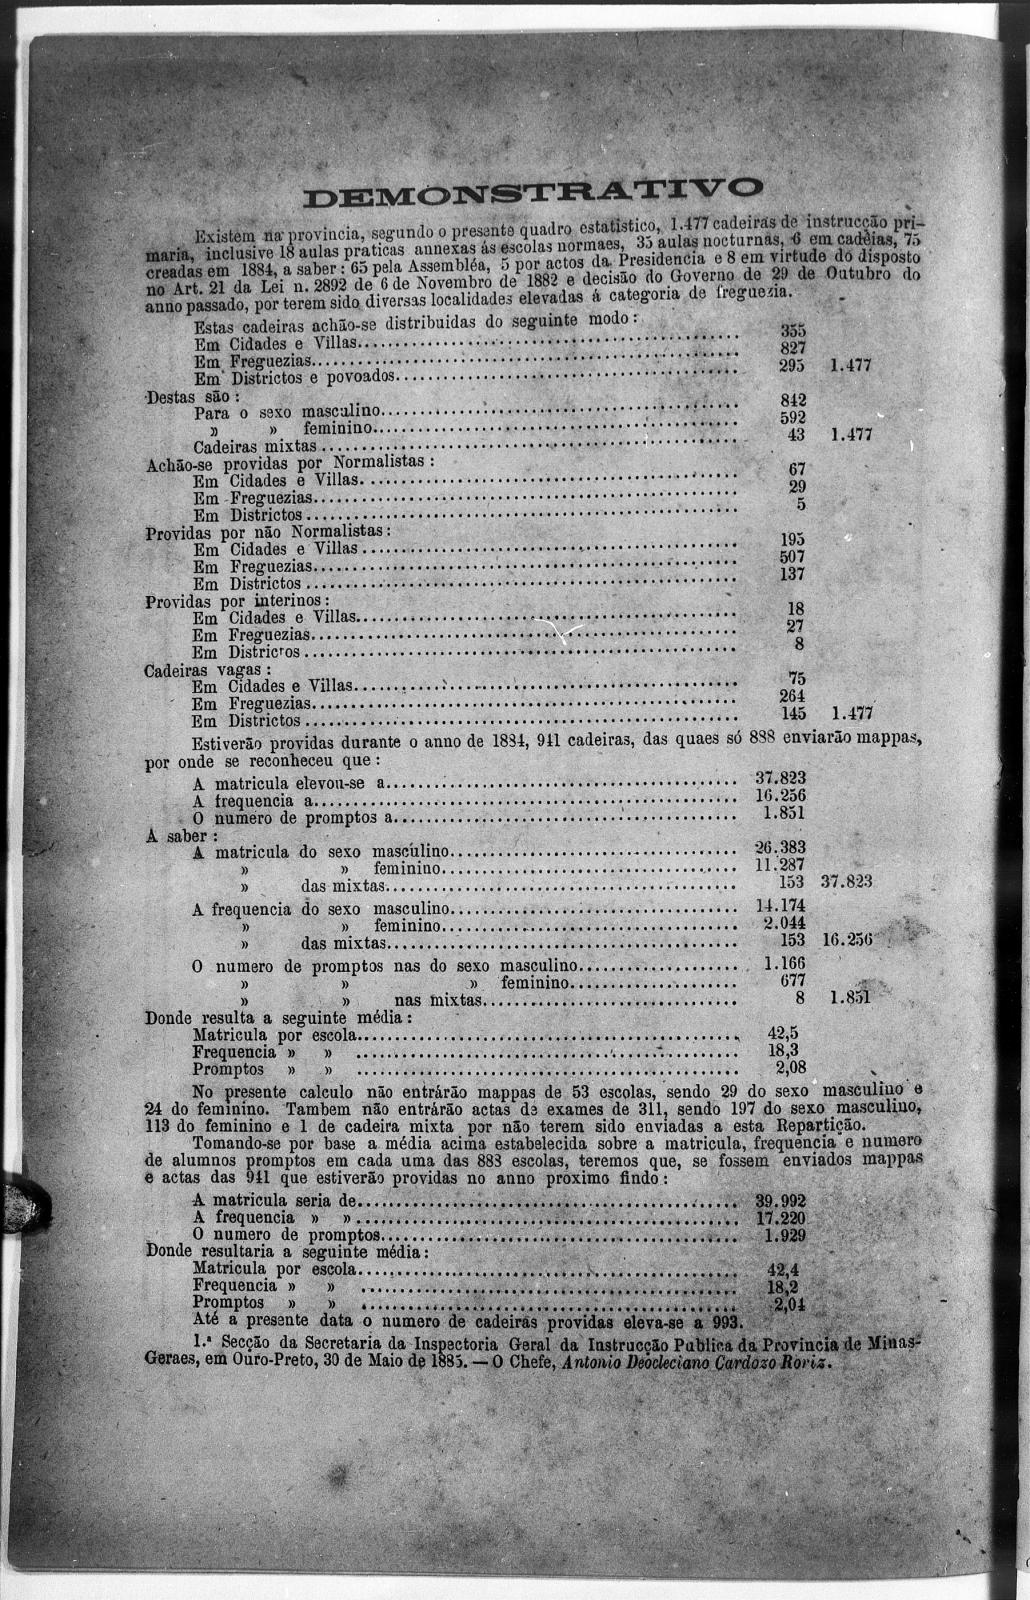 DEMONSTRATIVO
Existem na provincia, segundo o presente quadro estatistico, 1.477 cadeiras de instrucção pri-
maria, inclusive 18 aulas praticas annexas ás escolas normaes, 35 aulas nocturnas, 6 em cadêias, 75
creadas em 1884, a saber: 65 pela Assembléa, 5 por actos da Presidencia e 8 em virtude do disposto
no Art. 21 da Lei n. 2892 de 6 de Novembro de 1882 e decisão do Governo de 29 de Outubro do
anno passado, por terem sido diversas localidades elevadas á categoria de freguezia.
Estas cadeiras achão-se distribuidas do seguinte modo:
Em Cidades e Villas........ 355
Em Freguezias........ 827
Em Districtos e povoados........ 295 1.477
Destas são:
Para o sexo masculino........ 842
» » feminino........ 592
Cadeiras mixtas........ 43 1.477
Achão-se providas por Normalistas:
Em Cidades e Villas........ 67
Em Freguezias........ 29
Em Districtos........ 5
Providas por não Normalistas:
Em Cidades e Villas........ 195
Em Freguezias........ 507
Em Districtos........ 137
Providas por interinos:
Em Cidades e Villas........ 18
Em Freguezias........ 27
Em Districtos........ 8
Cadeiras vagas:
Em Cidades e Villas........ 75
Em Freguezias........ 264
Em Districtos........ 145 1.477
Estiverão providas durante o anno de 1884, 941 cadeiras, das quaes só 888 enviarão mappas,
por onde se reconheceu que:
A matricula elevou-se a........ 37.823
A frequencia a........ 16.256
O numero de promptos a........ 1.851
A saber:
A matricula do sexo masculino........ 26.383
» » feminino........ 11.287
» das mixtas........ 153 37.823
A frequencia do sexo masculino........ 14.174
» » feminino........ 2.044
» das mixtas........ 153 16.256
O numero de promptos nas do sexo masculino........ 1.166
» » » feminino........ 677
» » nas mixtas........ 8 1.851
Donde resulta a seguinte média:
Matricula por escola........ 42,5
Frequencia » » ........ 18,3
Promptos » » ........ 2,08
No presente calculo não entrárão mappas de 53 escolas, sendo 29 do sexo masculino e
24 do feminino. Tambem não entrárão actas de exames de 311, sendo 197 do sexo masculino,
113 do feminino e 1 de cadeira mixta por não terem sido enviadas a esta Repartição.
Tomando-se por base a média acima estabelecida sobre a matricula, frequencia e numero
de alumnos promptos em cada uma das 888 escolas, teremos que, se fossem enviados mappas
e actas das 941 que estiverão providas no anno proximo findo:
A matricula seria de........ 39.992
A frequencia » »........ 17.220
O numero de promptos........ 1.929
Donde resultaria a seguinte média:
Matricula por escola........ 42,4
Frequencia » » ........ 18,2
Promptos » » ........ 2,04
Até a presente data o numero de cadeiras providas eleva-se a 993.
1.ª Secção da Secretaria da Inspectoria Geral da Instrucção Publica da Provincia de Minas-
Geraes, em Ouro-Preto, 30 de Maio de 1885. — O Chefe, Antonio Deocleciano Cardozo Roriz.